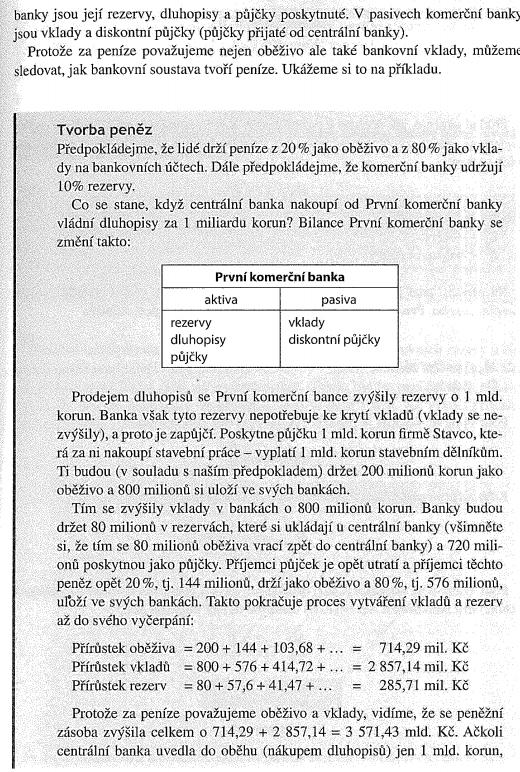 banky jsou její rezervy, dluhopisy a půjčky poskytnuté. V pasivech komerční banky
jsou vklady a diskontní půjčky (půjčky přijaté od centrální banky).
Protože za peníze považujeme nejen oběživo ale také bankovní vklady, můžeme
sledovat, jak bankovní soustava tvoří peníze. Ukážeme si to na příkladu.
Tvorba peněz
Předpokládejme, že lidé drží peníze z 20 % jako oběživo a z 80 % jako vkla-
dy na bankovních účtech. Dále předpokládejme, že komerční banky udržují
10% rezervy.
Co se stane, když centrální banka nakoupí od První komerční banky
vládní dluhopisy za 1 miliardu korun? Bilance První komerční banky se
změní takto:
První komerční banka
aktiva pasiva
rezervy vklady
dluhopisy diskontní půjčky
půjčky
Prodejem dluhopisů se První komerční bance zvýšily rezervy o 1 mld.
korun. Banka však tyto rezervy nepotřebuje ke krytí vkladů (vklady se ne-
zvýšily), a proto je zapůjčí. Poskytne půjčku 1 mld. korun firmě Stavco, kte-
rá za ni nakoupí stavební práce – vyplatí 1 mld. korun stavebním dělníkům.
Ti budou (v souladu s naším předpokladem) držet 200 milionů korun jako
oběživo a 800 milionů si uloží ve svých bankách.
Tím se zvýšily vklady v bankách o 800 milionů korun. Banky budou
držet 80 milionů v rezervách, které si ukládají u centrální banky (všimněte
si, že tím se 80 milionů oběživa vrací zpět do centrální banky) a 720 mili-
onů poskytnou jako půjčky. Příjemci půjček je opět utratí a příjemci těchto
peněz opět 20 %, tj. 144 milionů, drží jako oběživo a 80 %, tj. 576 milionů,
uloží ve svých bankách. Takto pokračuje proces vytváření vkladů a rezerv
až do svého vyčerpání:
Přírůstek oběživa = 200 + 144 + 103,68 + ... = 714,29 mil. Kč
Přírůstek vkladů = 800 + 576 + 414,72 + ... = 2 857,14 mil. Kč
Přírůstek rezerv = 80 + 57,6 + 41,47 + ... = 285,71 mil. Kč
Protože za peníze považujeme oběživo a vklady, vidíme, že se peněžní
zásoba zvýšila celkem o 714,29 + 2 857,14 = 3 571,43 mld. Kč. Ačkoli
centrální banka uvedla do oběhu (nákupem dluhopisů) jen 1 mld. korun,